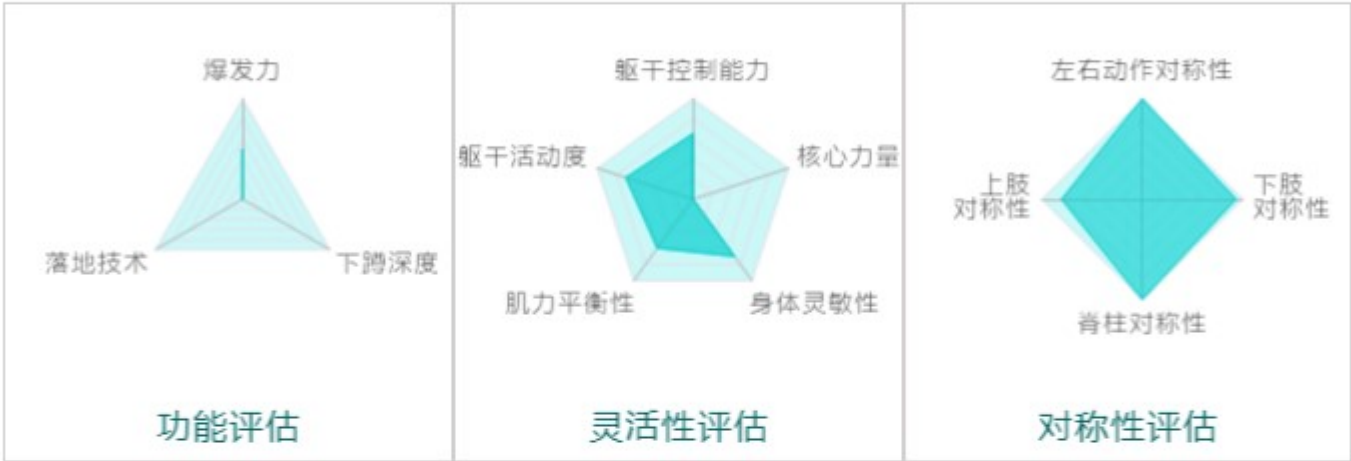 爆发力
落地技术
下蹲深度
功能评估
躯干控制能力
躯干活动度
核心力量
肌力平衡性
身体灵敏性
灵活性评估
左右动作对称性
上肢
对称性
下肢
对称性
脊柱对称性
对称性评估